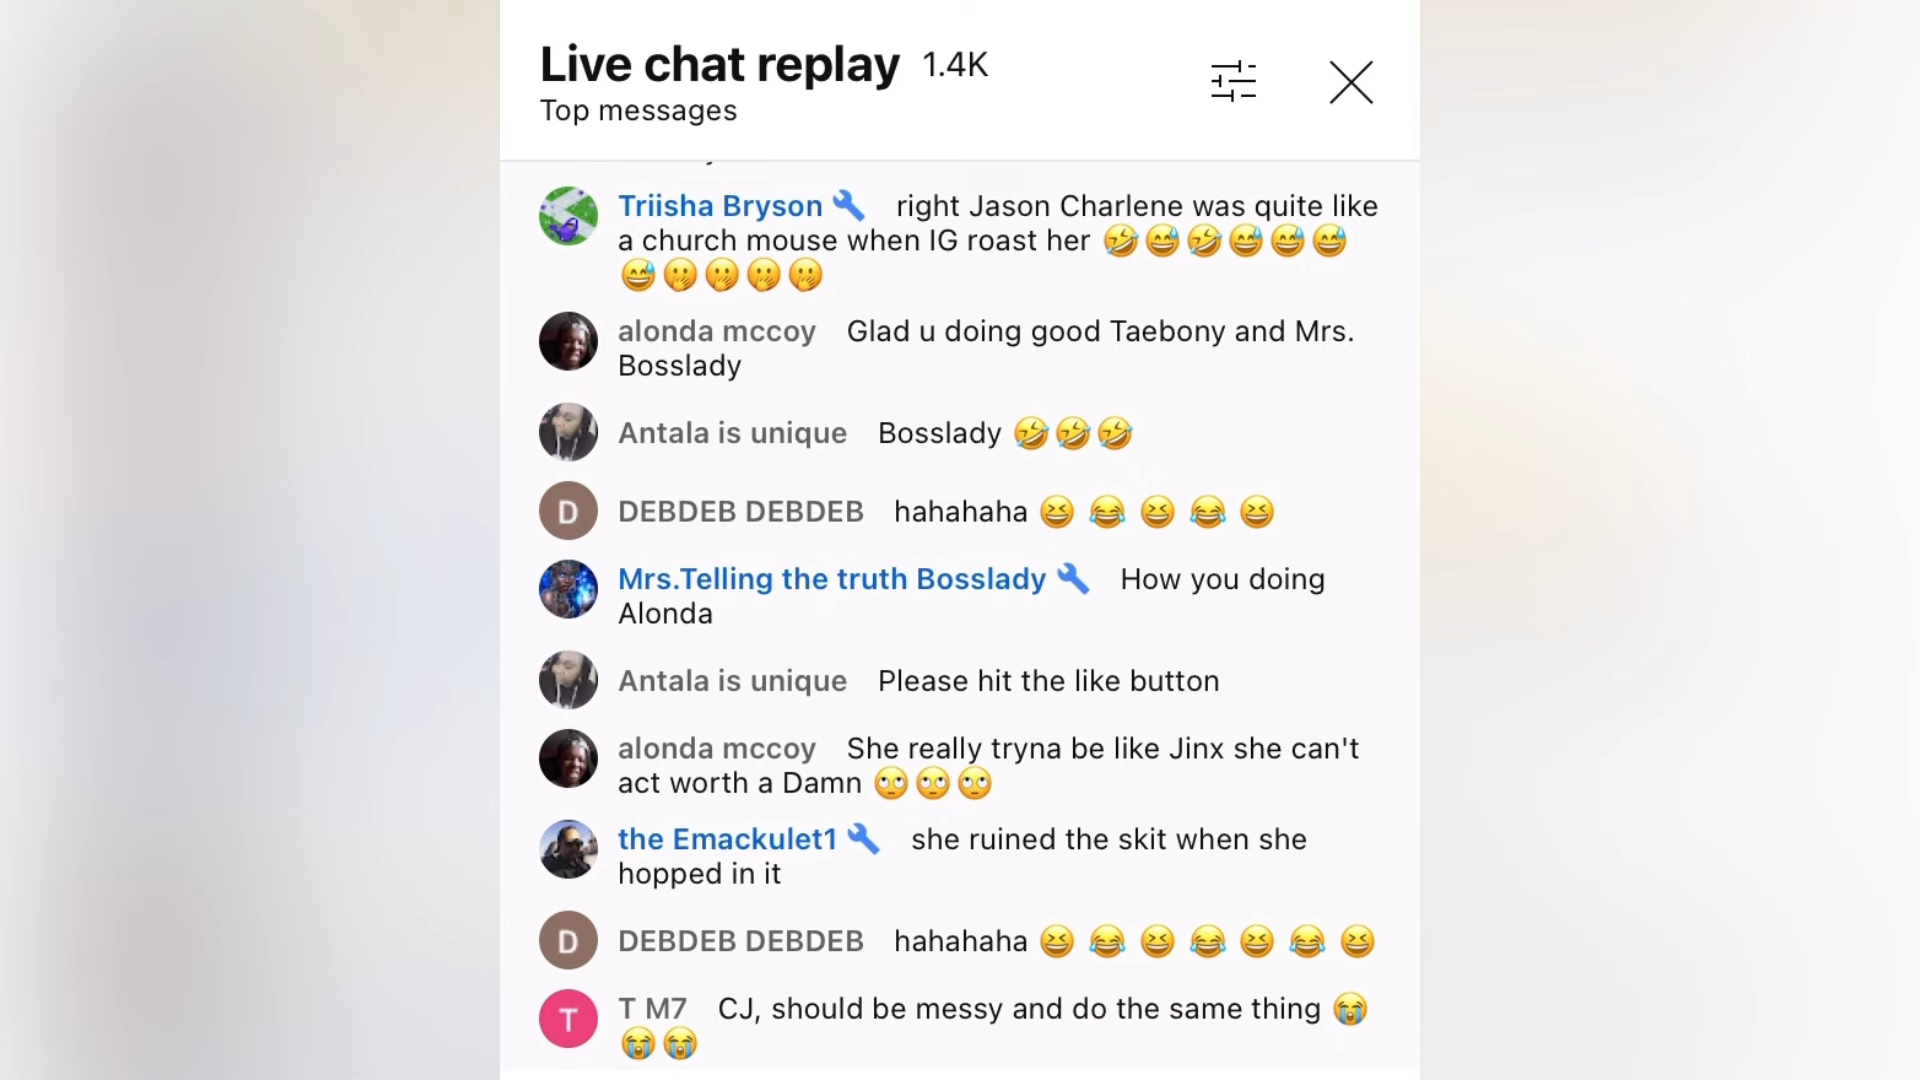 Live chat replay 1.4K
Top messages
Triisha Bryson 🔧 right Jason Charlene was quite like
a church mouse when IG roast her 🤣😅🤣😅😅😅
😅🤭🤭🤭🤭
alonda mccoy Glad u doing good Taebony and Mrs.
Bosslady
Antala is unique Bosslady 🤣🤣🤣
D DEBDEB DEBDEB hahahaha 😆 😂 😆 😂 😆
Mrs.Telling the truth Bosslady 🔧 How you doing
Alonda
Antala is unique Please hit the like button
alonda mccoy She really tryna be like Jinx she can't
act worth a Damn 🙄🙄🙄
the Emackulet1 🔧 she ruined the skit when she
hopped in it
D DEBDEB DEBDEB hahahaha 😆 😂 😆 😂 😆 😂 😆
T T M7 CJ, should be messy and do the same thing 😭
😭😭